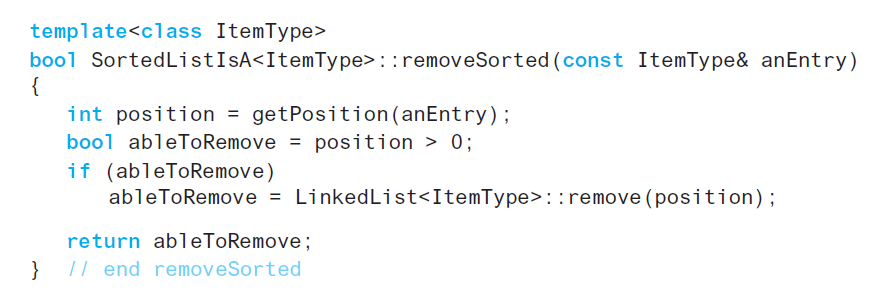 template<class ItemType>
bool SortedListIsA<ItemType>::removeSorted(const ItemType& anEntry)
{
   int position = getPosition(anEntry);
   bool ableToRemove = position > 0;
   if (ableToRemove)
      ableToRemove = LinkedList<ItemType>::remove(position);
   return ableToRemove;
}  // end removeSorted